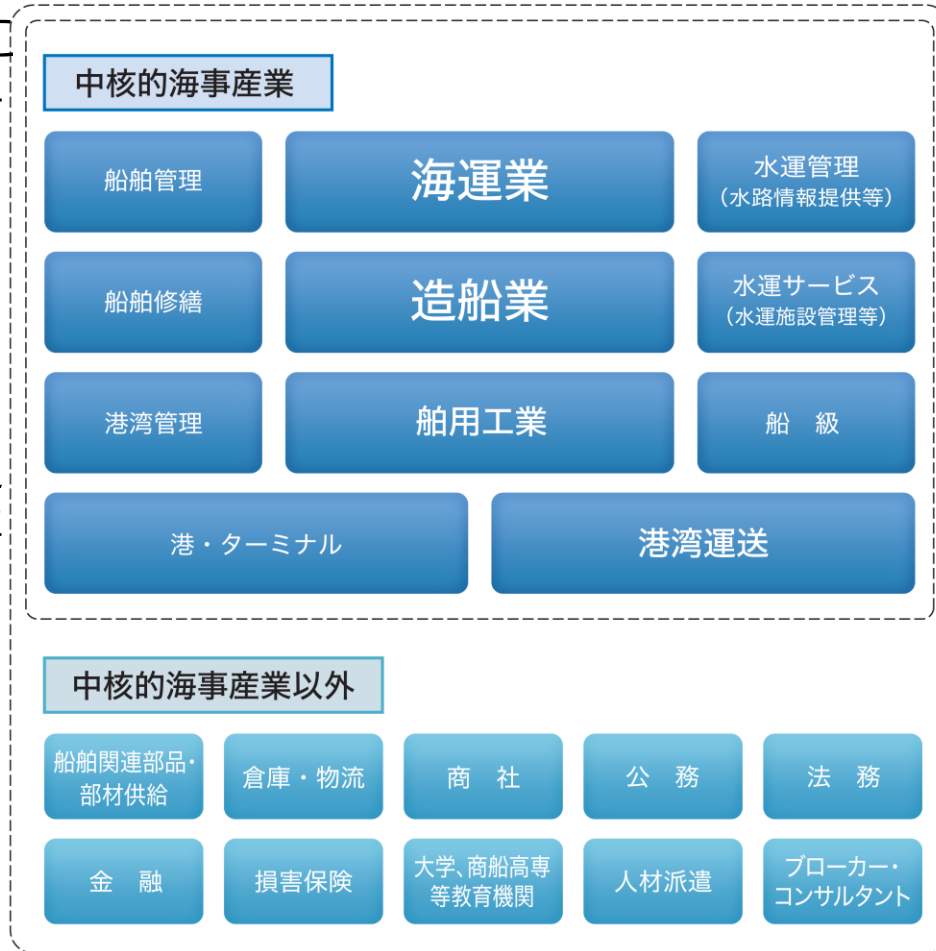 中核的海事産業
船舶管理
海運業
水運管理
（水路情報提供等）
船舶修繕
造船業
水運サービス
（水運施設管理等）
港湾管理
舶用工業
船　級
港・ターミナル
港湾運送
中核的海事産業以外
船舶関連部品・
部材供給
倉庫・物流
商　社
公　務
法　務
金　融
損害保険
大学、商船高専
等教育機関
人材派遣
ブローカー・
コンサルタント